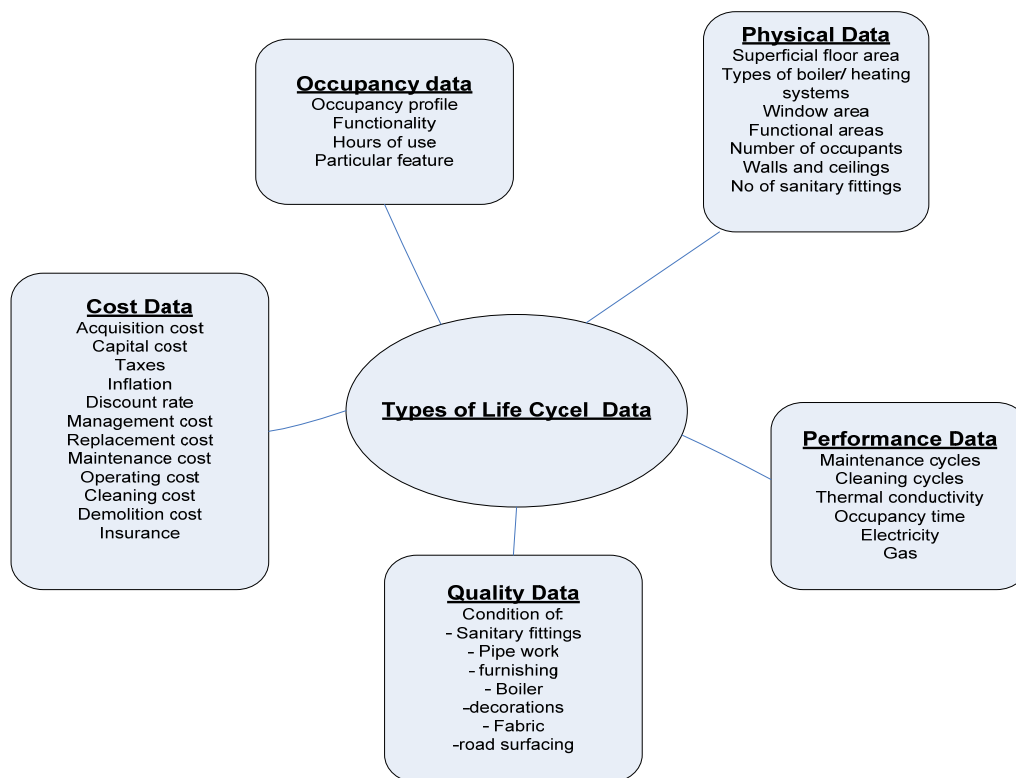 Physical Data
Superficial floor area
Types of boiler/ heating
systems
Window area
Functional areas
Number of occupants
Walls and ceilings
No of sanitary fittings
Occupancy data
Occupancy profile
Functionality
Hours of use
Particular feature
Cost Data
Acquisition cost
Capital cost
Taxes
Inflation
Discount rate
Management cost
Replacement cost
Maintenance cost
Operating cost
Cleaning cost
Demolition cost
Insurance
Types of Life Cycel Data
Performance Data
Maintenance cycles
Cleaning cycles
Thermal conductivity
Occupancy time
Electricity
Gas
Quality Data
Condition of:
- Sanitary fittings
- Pipe work
- furnishing
- Boiler
-decorations
- Fabric
-road surfacing